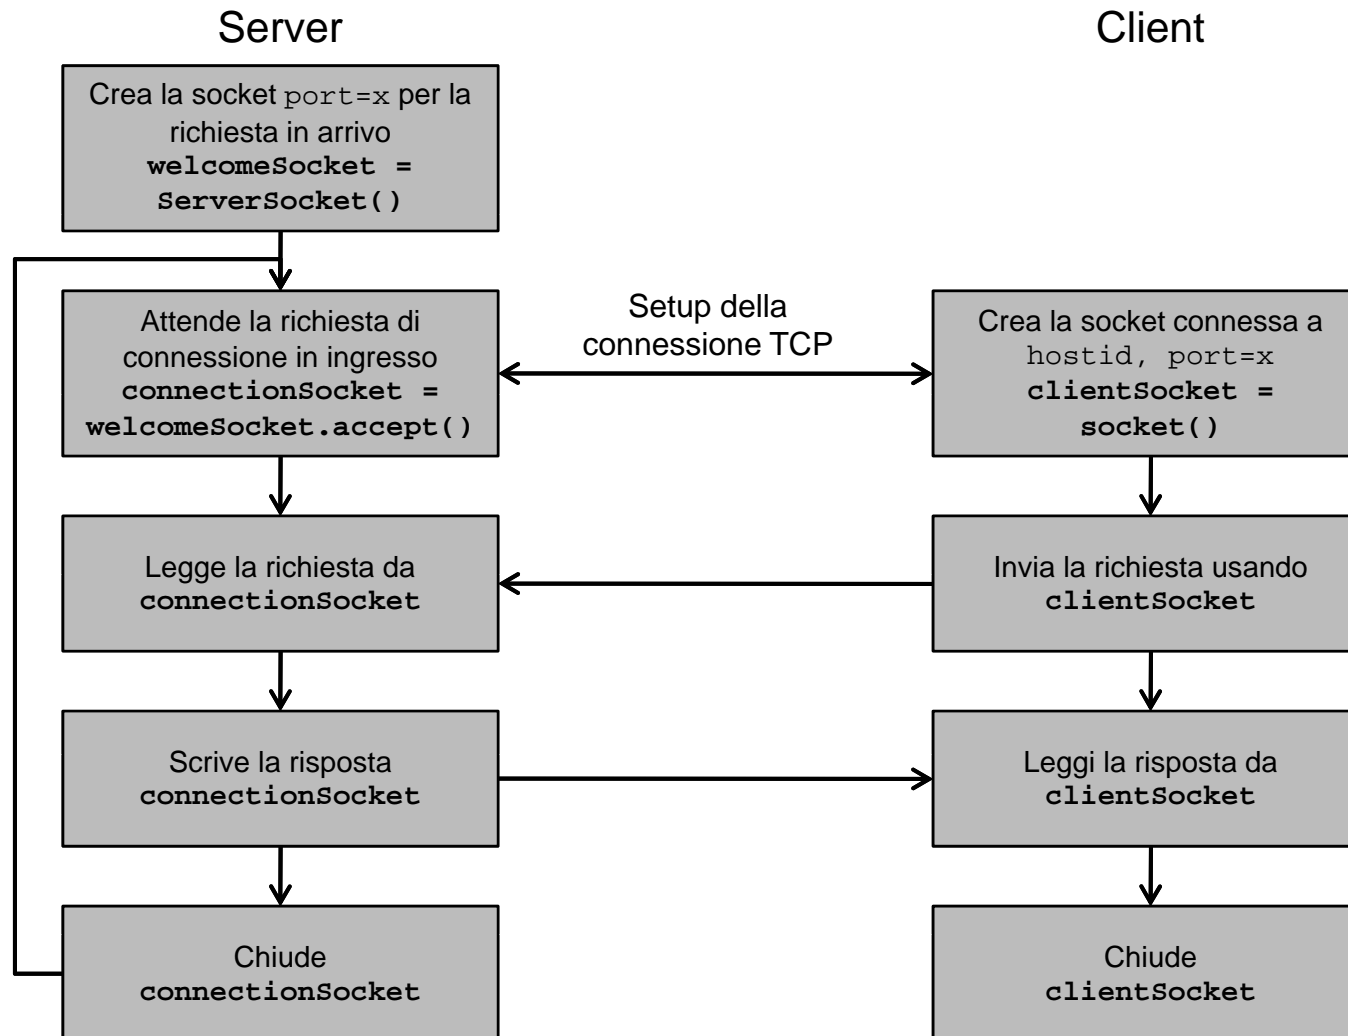 Server
Client
Crea la socket port=x per la
richiesta in arrivo
welcomeSocket =
ServerSocket()
Attende la richiesta di
connessione in ingresso
connectionSocket =
welcomeSocket.accept()
Setup della
connessione TCP
Crea la socket connessa a
hostid, port=x
clientSocket =
socket()
Legge la richiesta da
connectionSocket
Invia la richiesta usando
clientSocket
Scrive la risposta
connectionSocket
Leggi la risposta da
clientSocket
Chiude
connectionSocket
Chiude
clientSocket